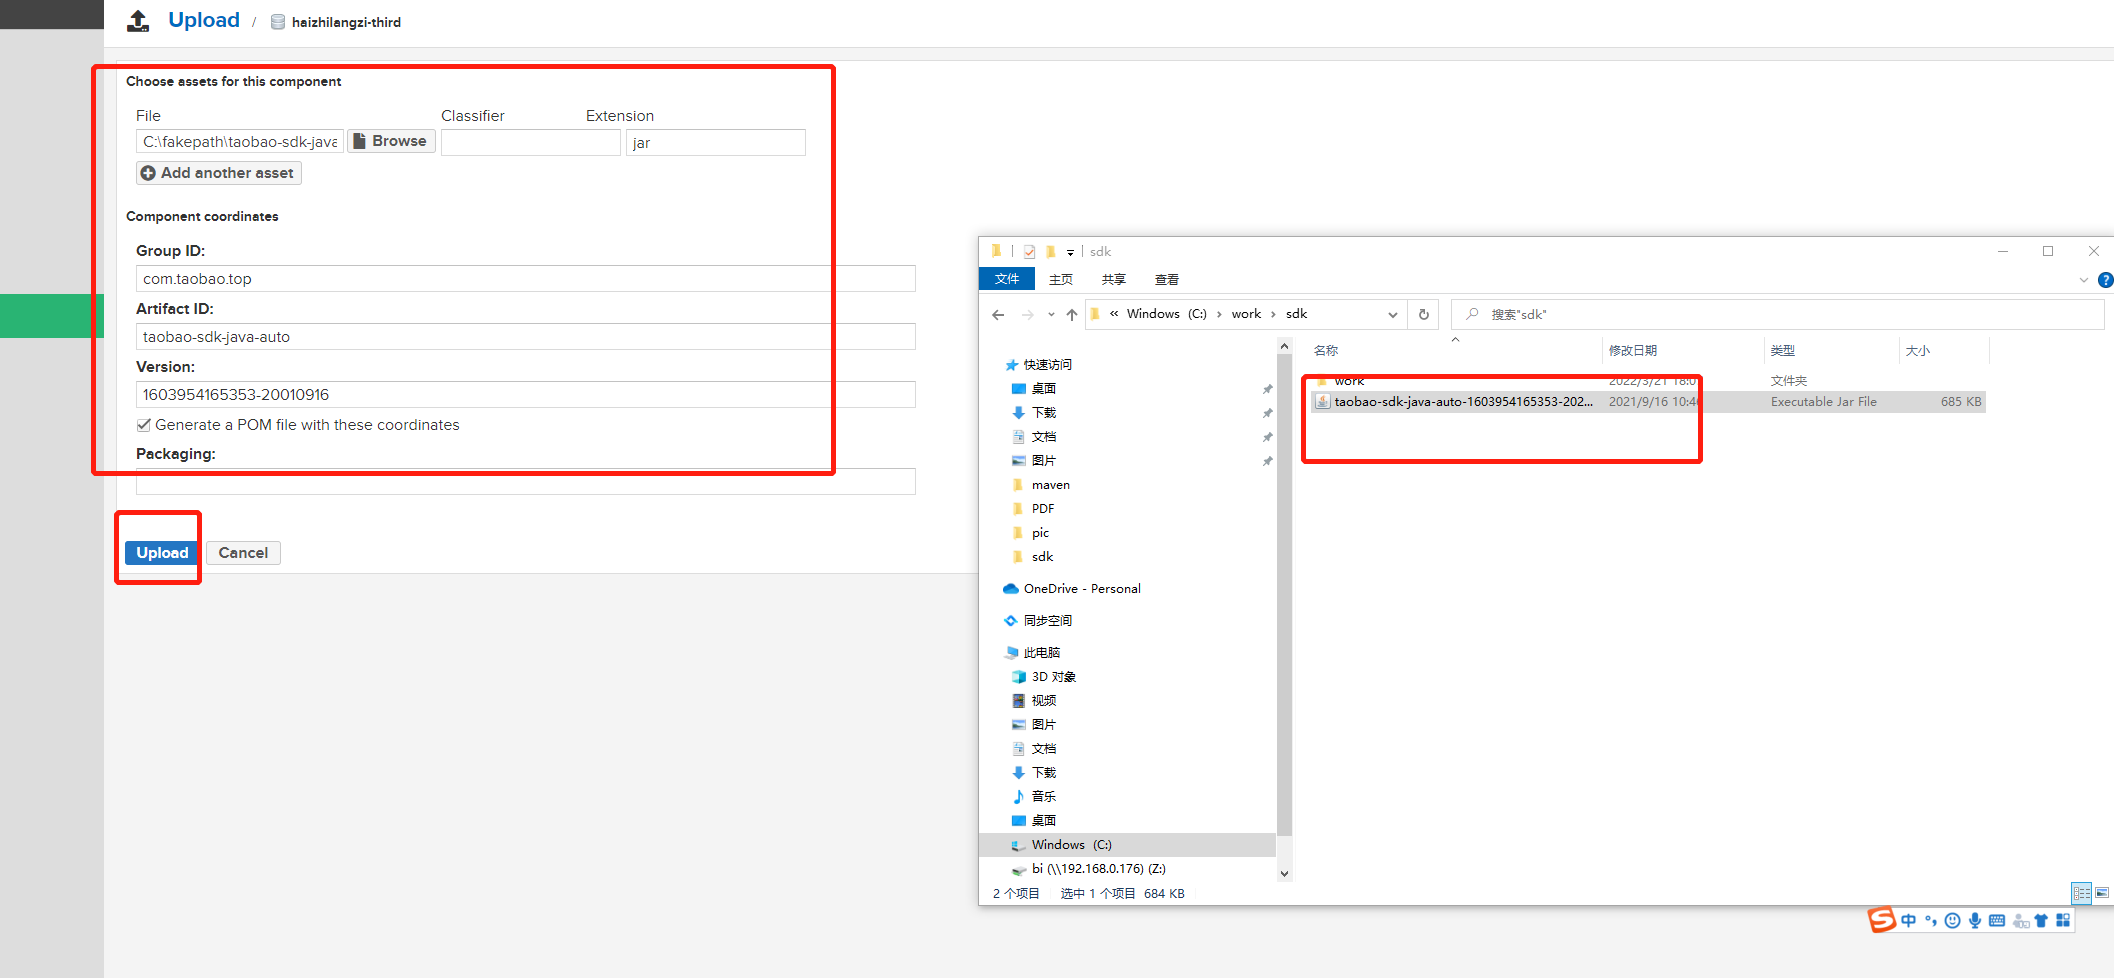 Upload / haizhilangzi-third
Choose assets for this component
File Classifier Extension
C:\fakepath\taobao-sdk-java Browse jar
Add another asset
Component coordinates
Group ID:
com.taobao.top
Artifact ID:
taobao-sdk-java-auto
Version:
1603954165353-20010916
Generate a POM file with these coordinates
Packaging:
Upload Cancel
sdk
文件 主页 共享 查看
« Windows (C:) › work › sdk 搜索"sdk"
名称 修改日期 类型 大小
work 2022/3/21 18:0 文件夹
taobao-sdk-java-auto-1603954165353-202... 2021/9/16 10:46 Executable Jar File 685 KB
快速访问
桌面
下载
文档
图片
maven
PDF
pic
sdk
OneDrive - Personal
同步空间
此电脑
3D 对象
视频
图片
文档
下载
音乐
桌面
Windows (C:)
bi (\\192.168.0.176) (Z:)
2 个项目 选中 1 个项目 684 KB
中